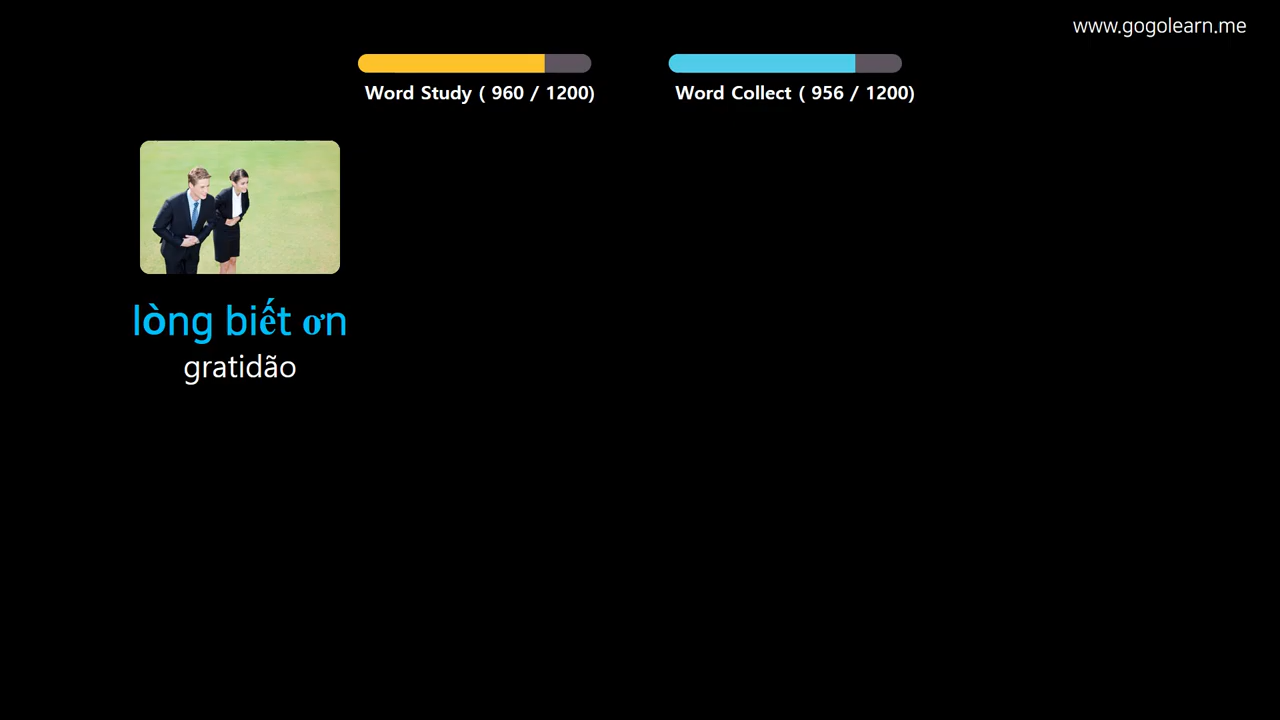 www.gogolearn.me
Word Study ( 960 / 1200)
Word Collect ( 956 / 1200)
lòng biết ơn
gratidão